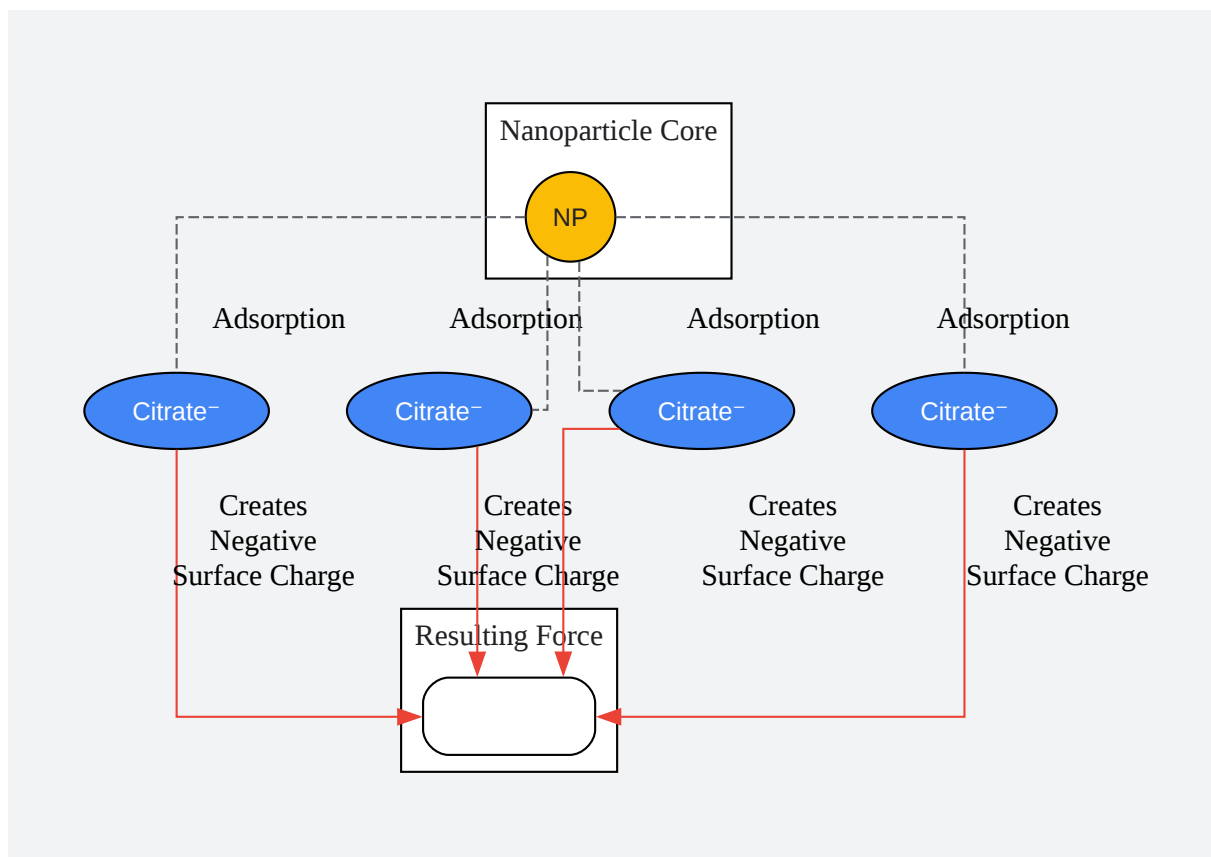 Nanoparticle Core
NP
Adsorption Adsorption Adsorption Adsorption
Citrate⁻ Citrate⁻ Citrate⁻ Citrate⁻
Creates Creates Creates Creates
Negative Negative Negative Negative
Surface Charge Surface Charge Surface Charge Surface Charge
Resulting Force